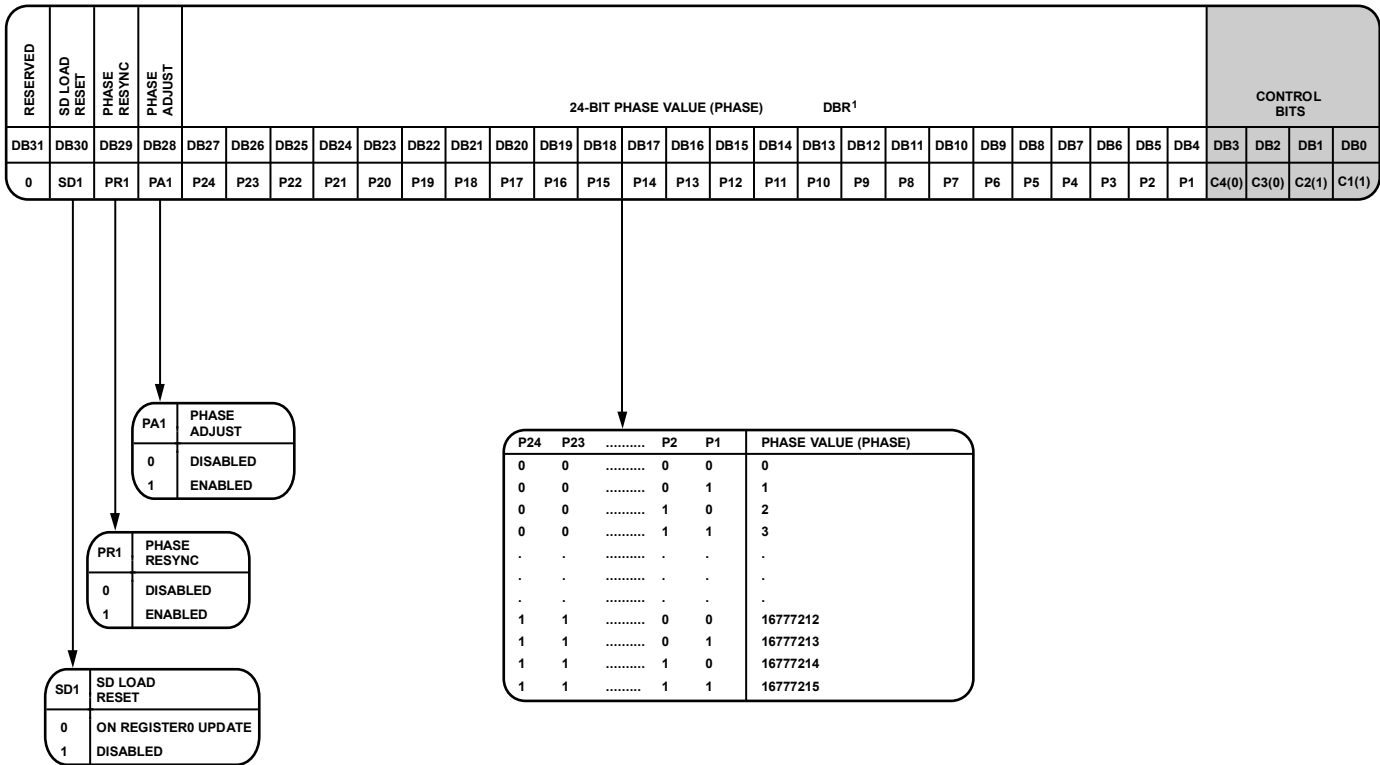 RESERVED
SD LOAD
RESET
PHASE
RESYNC
PHASE
ADJUST
24-BIT PHASE VALUE (PHASE) DBR1
CONTROL
BITS
DB31 DB30 DB29 DB28 DB27 DB26 DB25 DB24 DB23 DB22 DB21 DB20 DB19 DB18 DB17 DB16 DB15 DB14 DB13 DB12 DB11 DB10 DB9 DB8 DB7 DB6 DB5 DB4 DB3 DB2 DB1 DB0
0 SD1 PR1 PA1 P24 P23 P22 P21 P20 P19 P18 P17 P16 P15 P14 P13 P12 P11 P10 P9 P8 P7 P6 P5 P4 P3 P2 P1 C4(0) C3(0) C2(1) C1(1)
PA1 PHASE
ADJUST
0 DISABLED
1 ENABLED
PR1 PHASE
RESYNC
0 DISABLED
1 ENABLED
SD1 SD LOAD
RESET
0 ON REGISTER0 UPDATE
1 DISABLED
P24 P23 .......... P2 P1 PHASE VALUE (PHASE)
0 0 .......... 0 0 0
0 0 .......... 0 1 1
0 0 .......... 1 0 2
0 0 .......... 1 1 3
. . .......... . . .
. . .......... . . .
. . .......... . . .
1 1 .......... 0 0 16777212
1 1 .......... 0 1 16777213
1 1 .......... 1 0 16777214
1 1 ......... 1 1 16777215